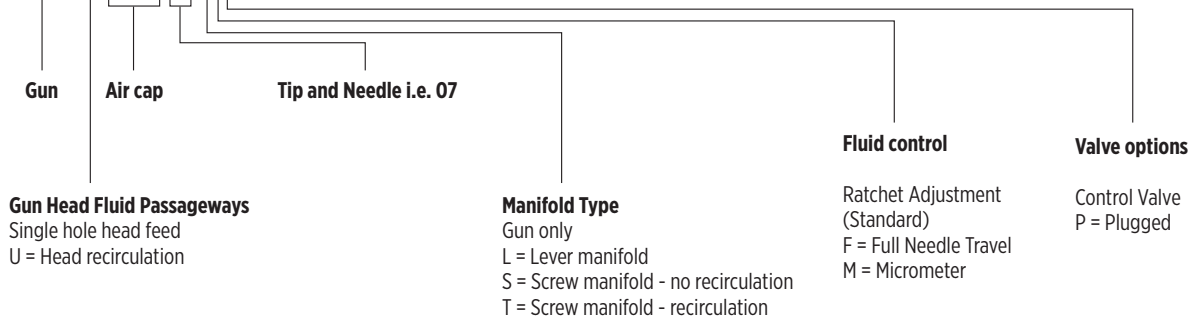 Gun
Air cap
Tip and Needle i.e. 07
Gun Head Fluid Passageways
Single hole head feed
U = Head recirculation
Manifold Type
Gun only
L = Lever manifold
S = Screw manifold - no recirculation
T = Screw manifold - recirculation
Fluid control
Ratchet Adjustment
(Standard)
F = Full Needle Travel
M = Micrometer
Valve options
Control Valve
P = Plugged